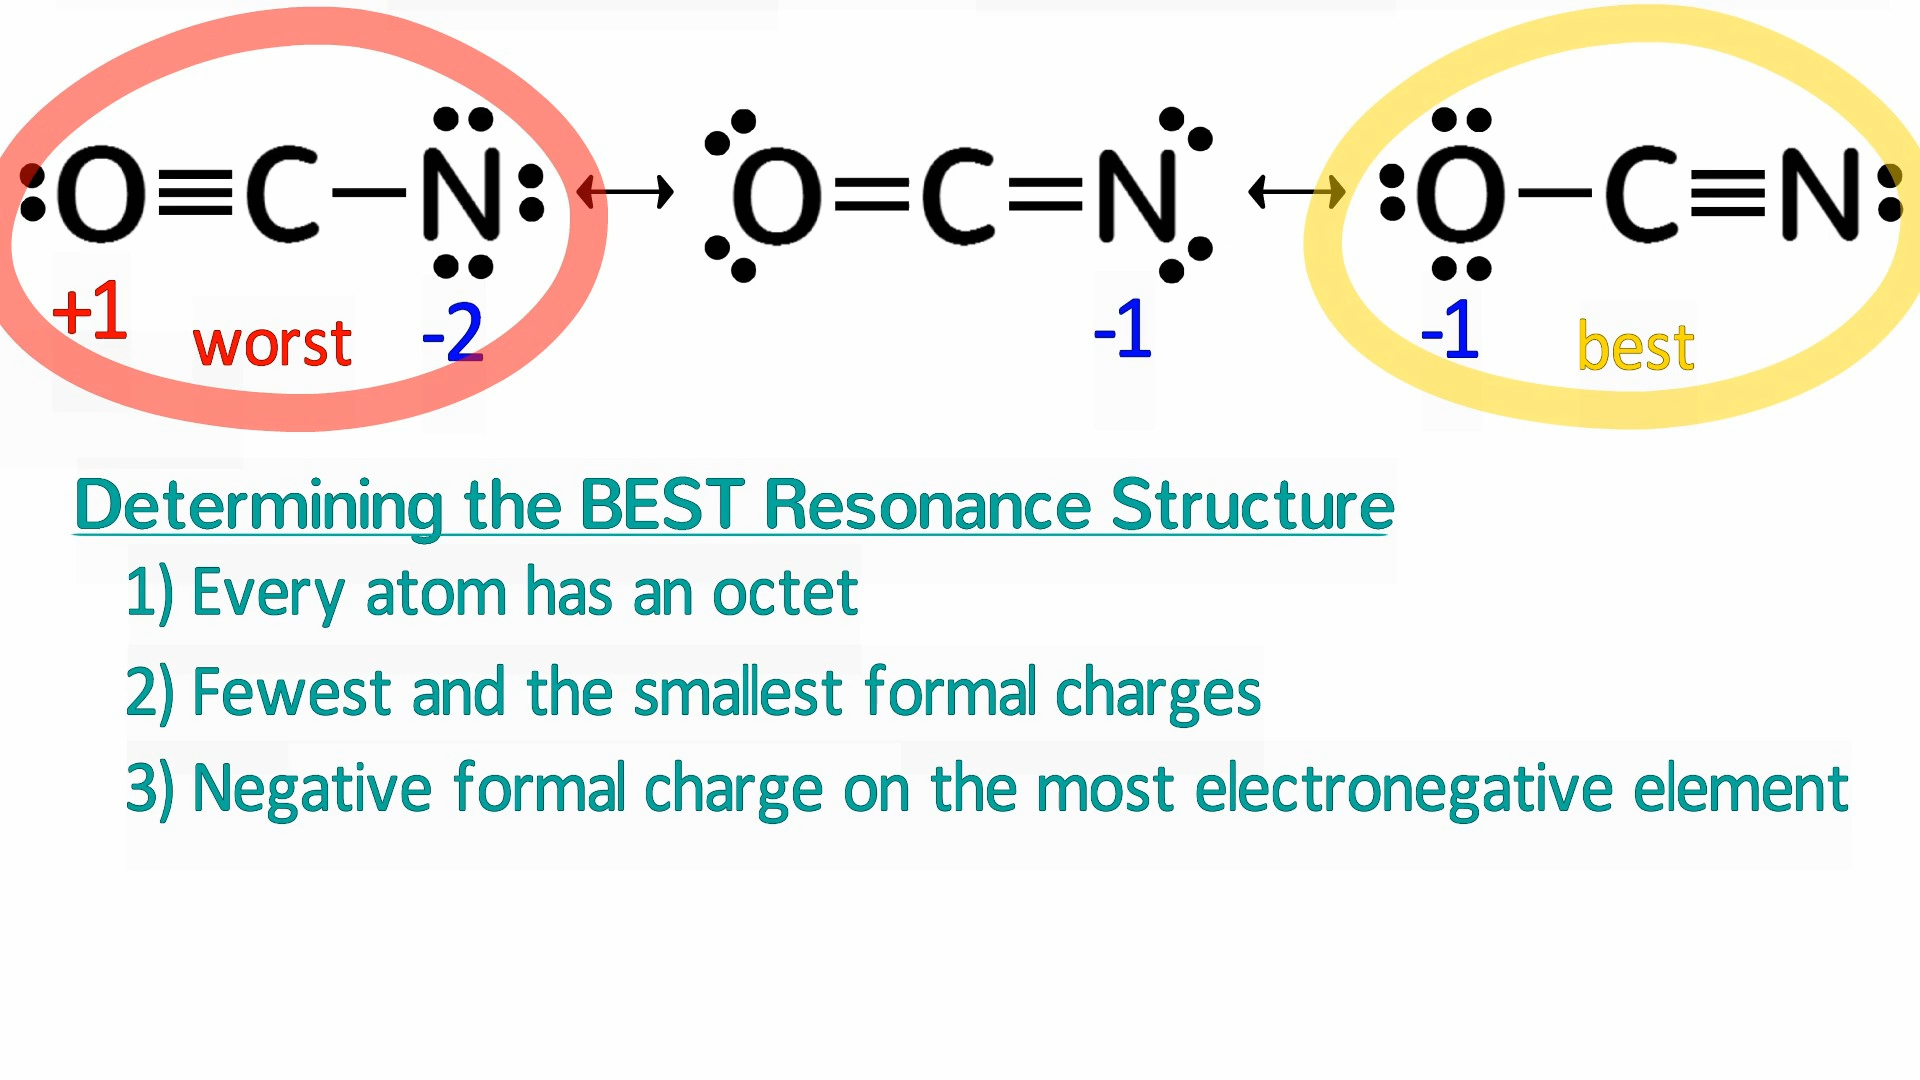 O≡C—N ↔ O=C=N ↔ O—C≡N
+1 worst -2 -1 -1 best
Determining the BEST Resonance Structure
1) Every atom has an octet
2) Fewest and the smallest formal charges
3) Negative formal charge on the most electronegative element